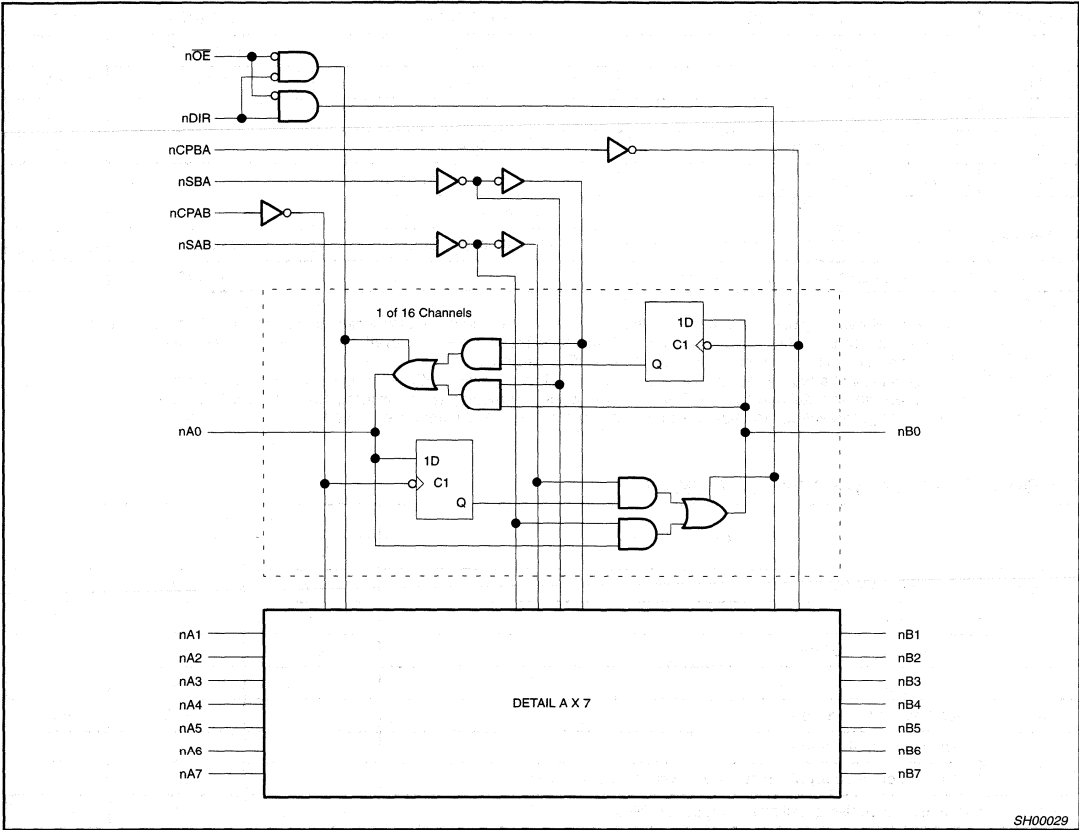 nO̅E̅
nDIR
nCPBA
nSBA
nCPAB
nSAB
1 of 16 Channels
1D
C1
Q
nA0
nB0
1D
C1
Q
nA1
nB1
nA2
nB2
nA3
nB3
nA4
DETAIL A X 7
nB4
nA5
nB5
nA6
nB6
nA7
nB7
SH00029